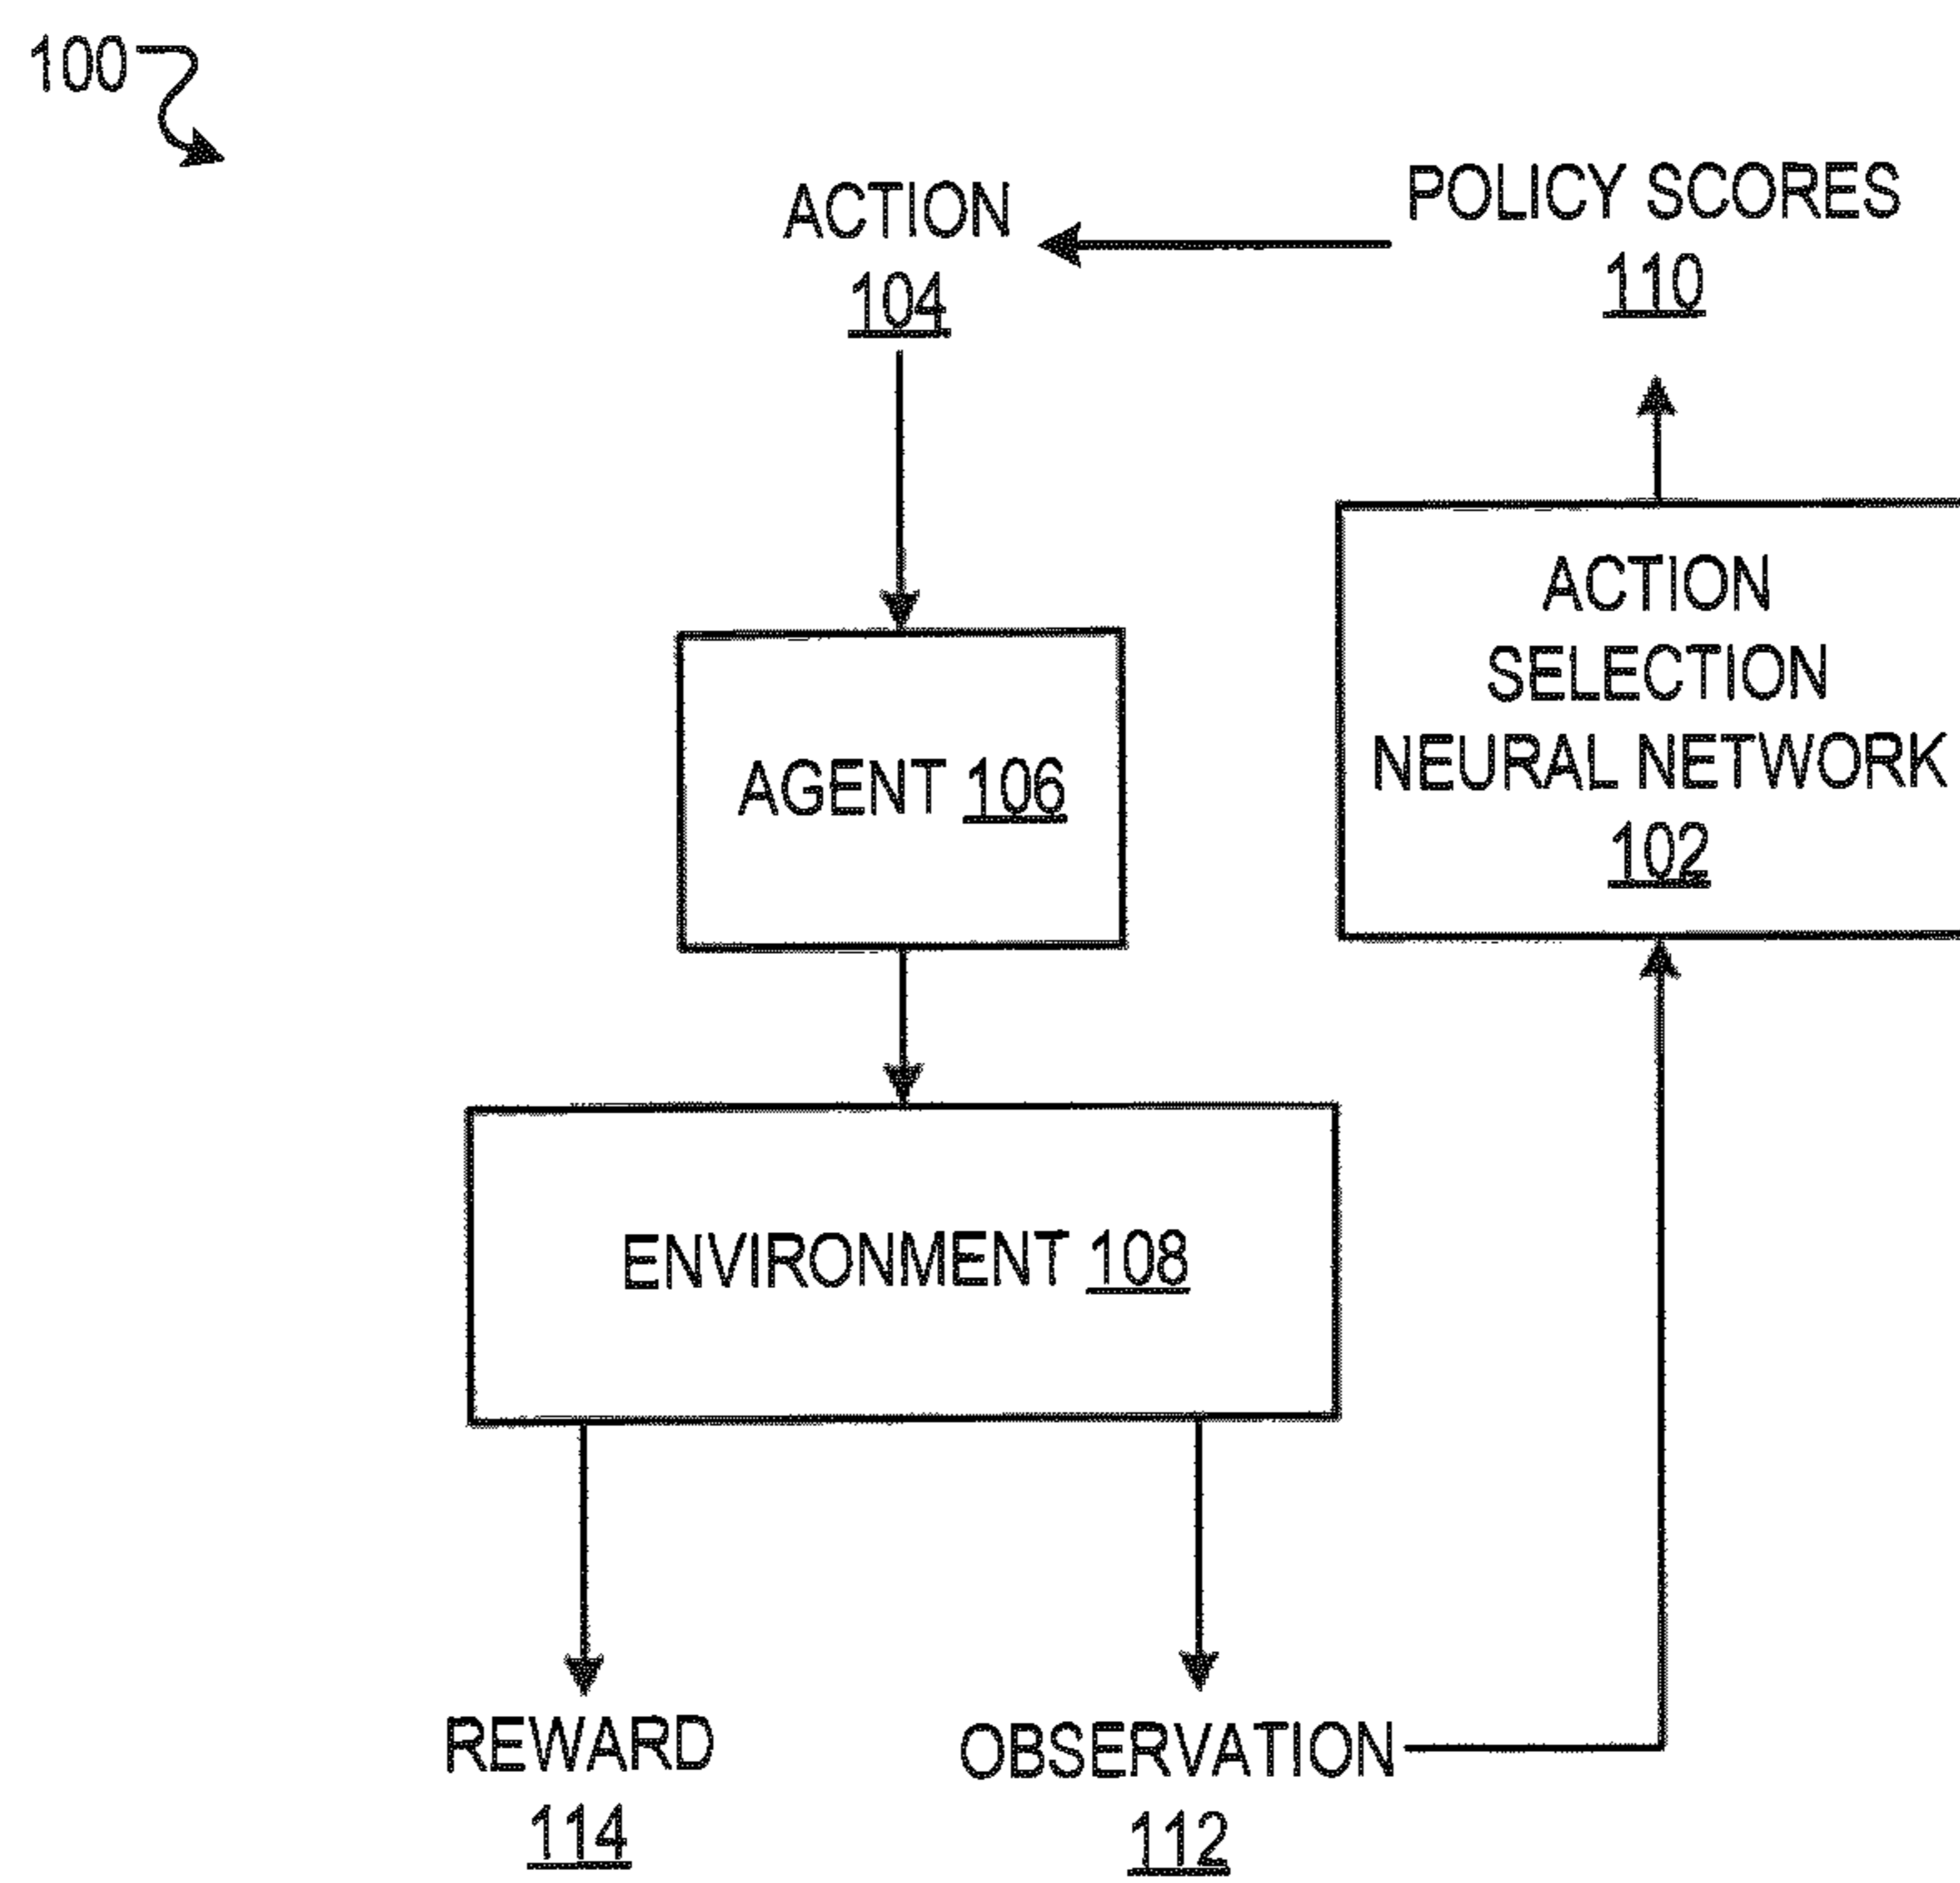 100
ACTION
104
POLICY SCORES
110
ACTION
SELECTION
NEURAL NETWORK
102
AGENT 106
ENVIRONMENT 108
REWARD
114
OBSERVATION
112